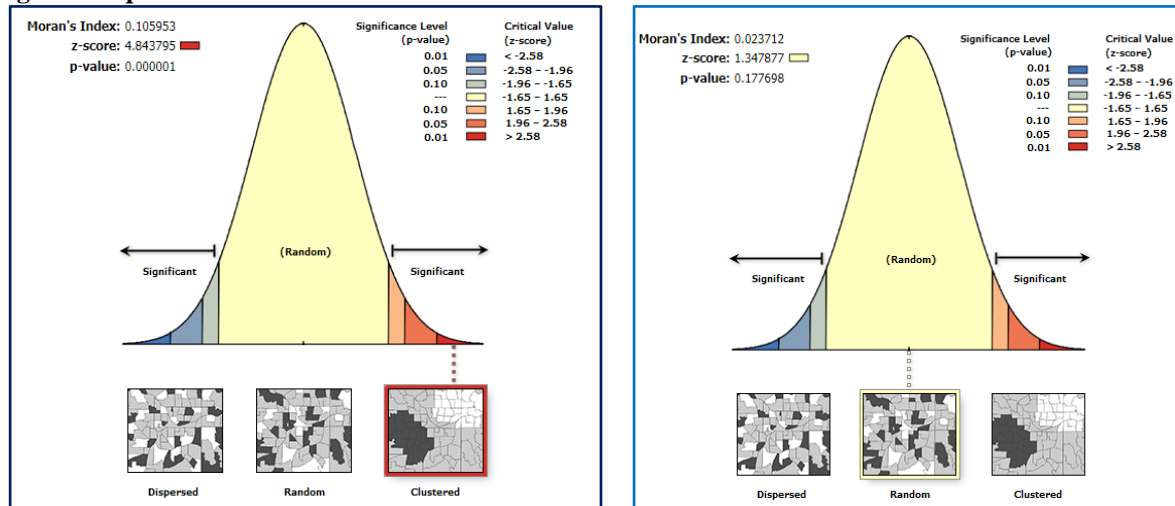 Moran's Index: 0.105953
z-score: 4.843795
p-value: 0.000001
Significance Level
(p-value)
Critical Value
(z-score)
0.01 < -2.58
0.05 -2.58 – -1.96
0.10 -1.96 – -1.65
--- -1.65 – 1.65
0.10 1.65 – 1.96
0.05 1.96 – 2.58
0.01 > 2.58
(Random)
Significant
Significant
Dispersed
Random
Clustered
Moran's Index: 0.023712
z-score: 1.347877
p-value: 0.177698
Significance Level
(p-value)
Critical Value
(z-score)
0.01 < -2.58
0.05 -2.58 – -1.96
0.10 -1.96 – -1.65
--- -1.65 – 1.65
0.10 1.65 – 1.96
0.05 1.96 – 2.58
0.01 > 2.58
(Random)
Significant
Significant
Dispersed
Random
Clustered